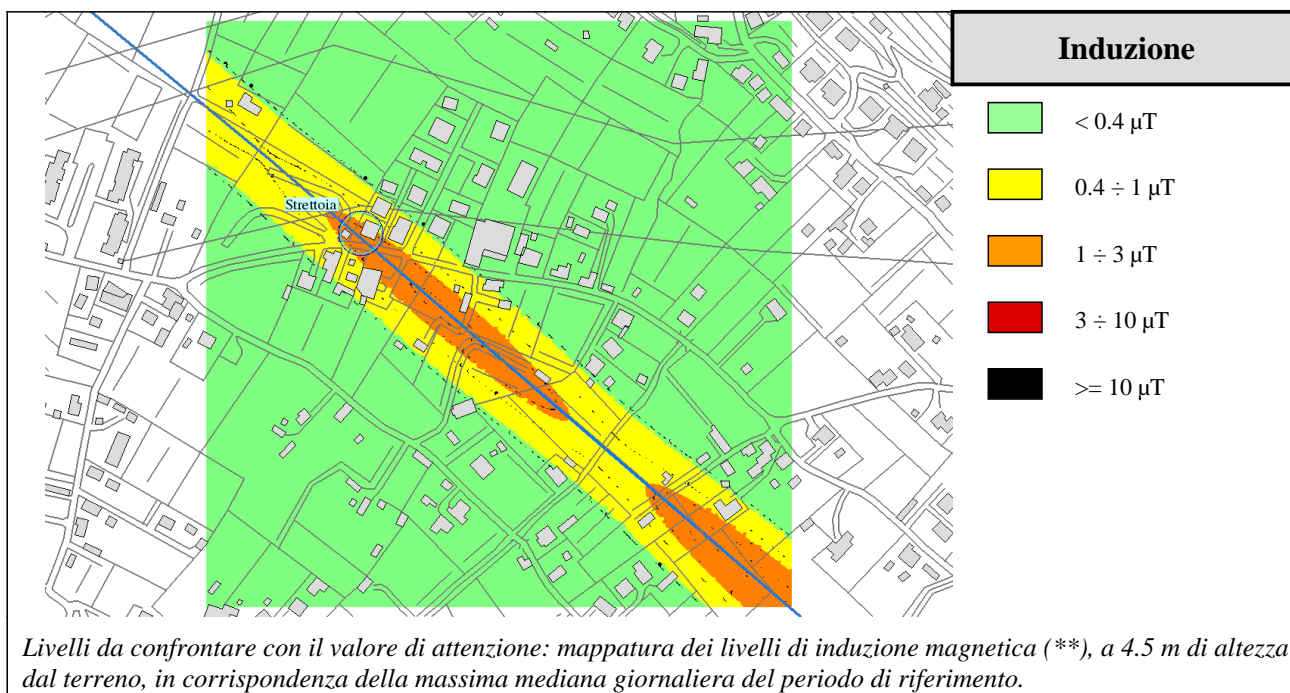 Induzione
< 0.4 µT
0.4 ÷ 1 µT
1 ÷ 3 µT
3 ÷ 10 µT
>= 10 µT
Strettoia
Livelli da confrontare con il valore di attenzione: mappatura dei livelli di induzione magnetica (**), a 4.5 m di altezza
dal terreno, in corrispondenza della massima mediana giornaliera del periodo di riferimento.